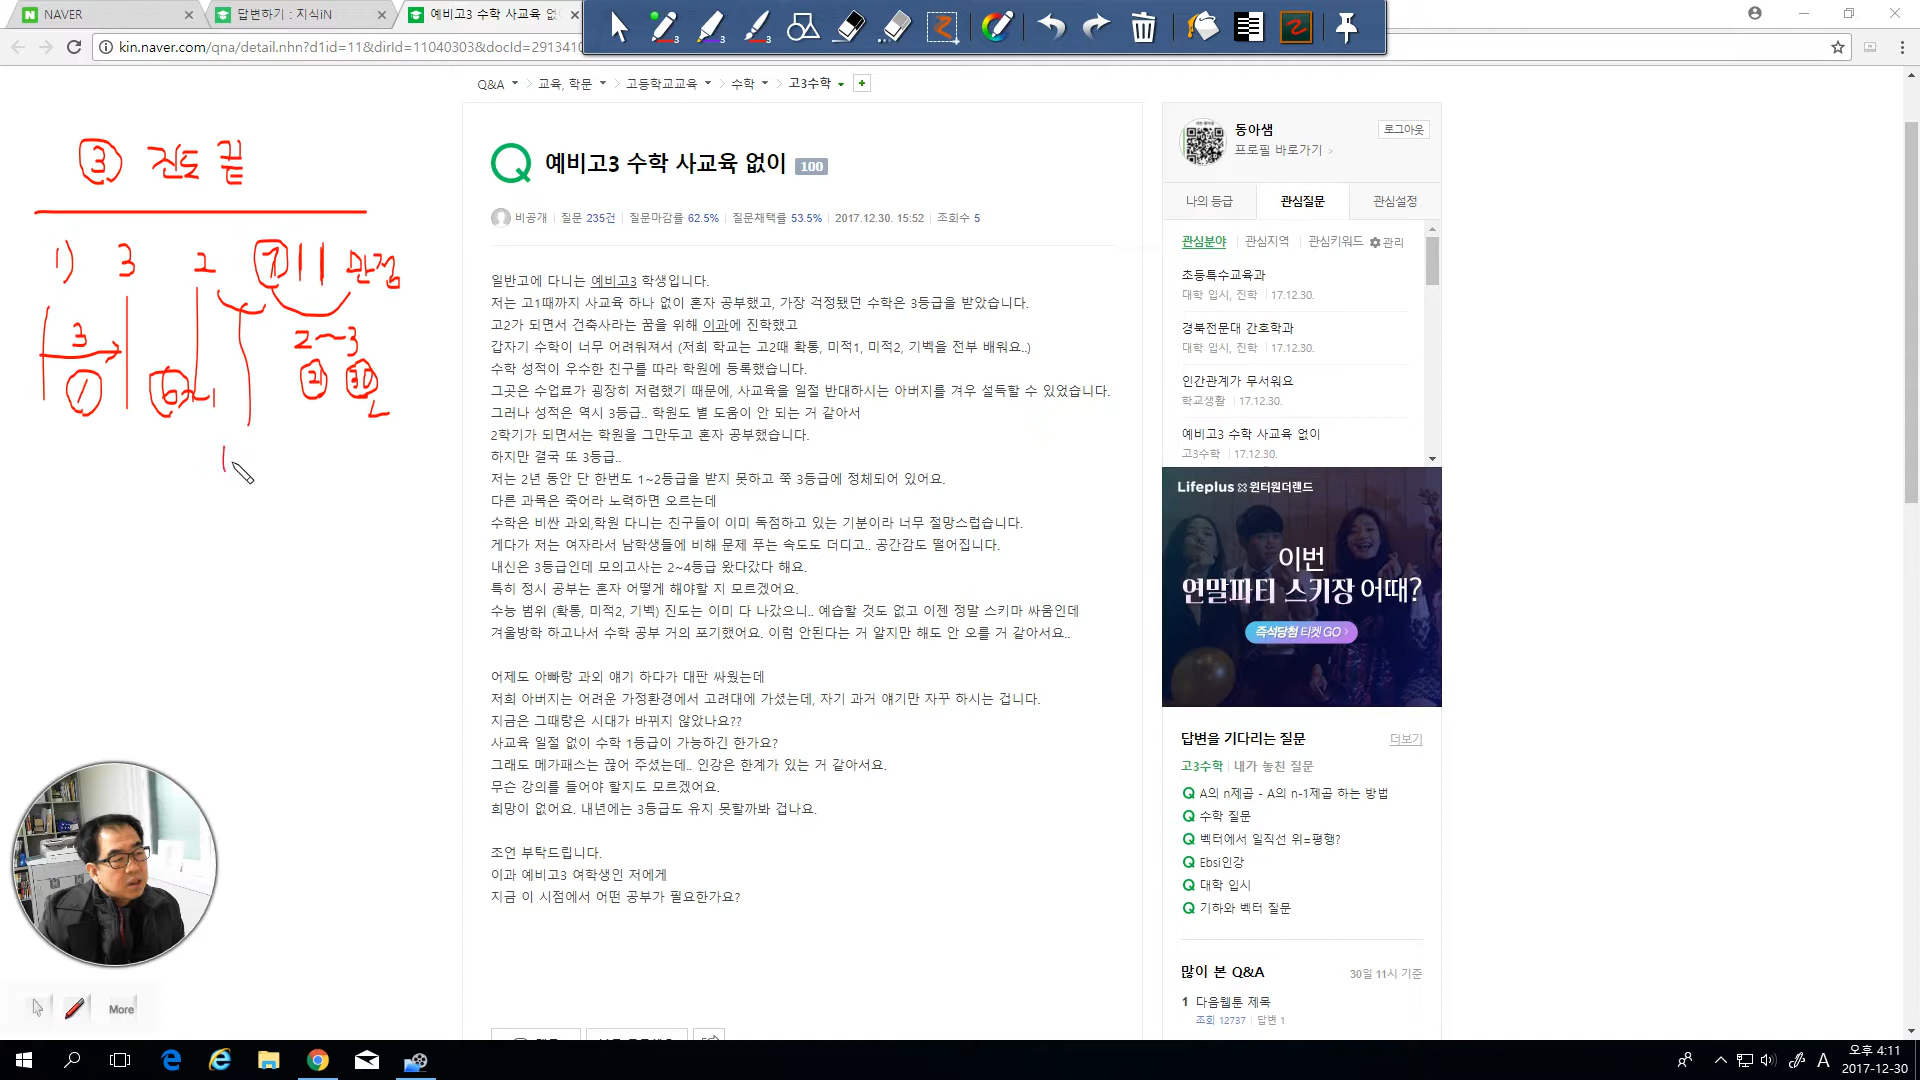 NAVER
답변하기 : 지식iN
예비고3 수학 사교육 없
kin.naver.com/qna/detail.nhn?d1id=11&dirId=11040303&docId=2913410
Q&A > 교육, 학문 > 고등학교교육 > 수학 > 고3수학
예비고3 수학 사교육 없이 100
비공개 | 질문 235건 | 질문마감률 62.5% | 질문채택률 53.5% | 2017.12.30. 15:52 | 조회수 5
일반고에 다니는 예비고3 학생입니다.
저는 고1때까지 사교육 하나 없이 혼자 공부했고, 가장 걱정됐던 수학은 3등급을 받았습니다.
고2가 되면서 건축사라는 꿈을 위해 이과에 진학했고
갑자기 수학이 너무 어려워져서 (저희 학교는 고2때 확통, 미적1, 미적2, 기벡을 전부 배워요..)
수학 성적이 우수한 친구를 따라 학원에 등록했습니다.
그곳은 수업료가 굉장히 저렴했기 때문에, 사교육을 일절 반대하시는 아버지를 겨우 설득할 수 있었습니다.
그러나 성적은 역시 3등급.. 학원도 별 도움이 안 되는 거 같아서
2학기가 되면서는 학원을 그만두고 혼자 공부했습니다.
하지만 결국 또 3등급..
저는 2년 동안 단 한번도 1~2등급을 받지 못하고 쭉 3등급에 정체되어 있어요.
다른 과목은 죽어라 노력하면 오르는데
수학은 비싼 과외,학원 다니는 친구들이 이미 독점하고 있는 기분이라 너무 절망스럽습니다.
게다가 저는 여자라서 남학생들에 비해 문제 푸는 속도도 더디고.. 공간감도 떨어집니다.
내신은 3등급인데 모의고사는 2~4등급 왔다갔다 해요.
특히 정시 공부는 혼자 어떻게 해야할 지 모르겠어요.
수능 범위 (확통, 미적2, 기벡) 진도는 이미 다 나갔으니.. 예습할 것도 없고 이젠 정말 스키마 싸움인데
겨울방학 하고나서 수학 공부 거의 포기했어요. 이럼 안된다는 거 알지만 해도 안 오를 거 같아서요..
어제도 아빠랑 과외 얘기 하다가 대판 싸웠는데
저희 아버지는 어려운 가정환경에서 고려대에 가셨는데, 자기 과거 얘기만 자꾸 하시는 겁니다.
지금은 그때랑은 시대가 바뀌지 않았나요??
사교육 일절 없이 수학 1등급이 가능하긴 한가요?
그래도 메가패스는 끊어 주셨는데.. 인강은 한계가 있는 거 같아서요.
무슨 강의를 들어야 할지도 모르겠어요.
희망이 없어요. 내년에는 3등급도 유지 못할까봐 겁나요.
조언 부탁드립니다.
이과 예비고3 여학생인 저에게
지금 이 시점에서 어떤 공부가 필요한가요?
③ 진도 끝
1) 3 2 ① | | 만점
3 2~3
① 21 30
동아샘 로그아웃
프로필 바로가기 >
나의 등급 관심질문 관심설정
관심분야 | 관심지역 | 관심키워드 관리
초등특수교육과
대학 입시, 진학 | 17.12.30.
경북전문대 간호학과
대학 입시, 진학 | 17.12.30.
인간관계가 무서워요
학교생활 | 17.12.30.
예비고3 수학 사교육 없이
고3수학 | 17.12.30.
Lifeplus 윈터원더랜드
이번
연말파티 스키장 어때?
즉석당첨 티켓 GO >
답변을 기다리는 질문 더보기
고3수학 | 내가 놓친 질문
A의 n제곱 - A의 n-1제곱 하는 방법
수학 질문
벡터에서 일직선 위=평행?
Ebsi인강
대학 입시
기하와 벡터 질문
많이 본 Q&A 30일 11시 기준
1 다음웹툰 제목
조회 12737 | 답변 1
More
A 오후 4:11
2017-12-30